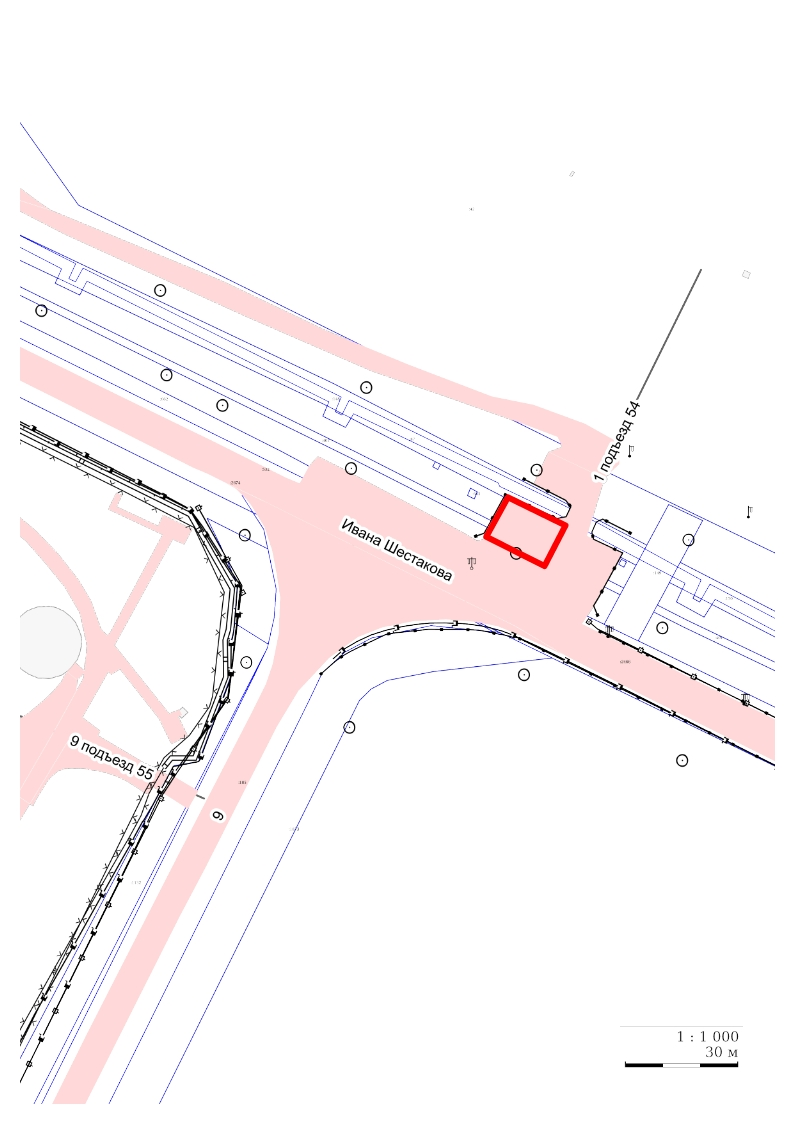 1 подъезд 54
Ивана Шестакова
9 подъезд 55
9
1 : 1 000
30 м